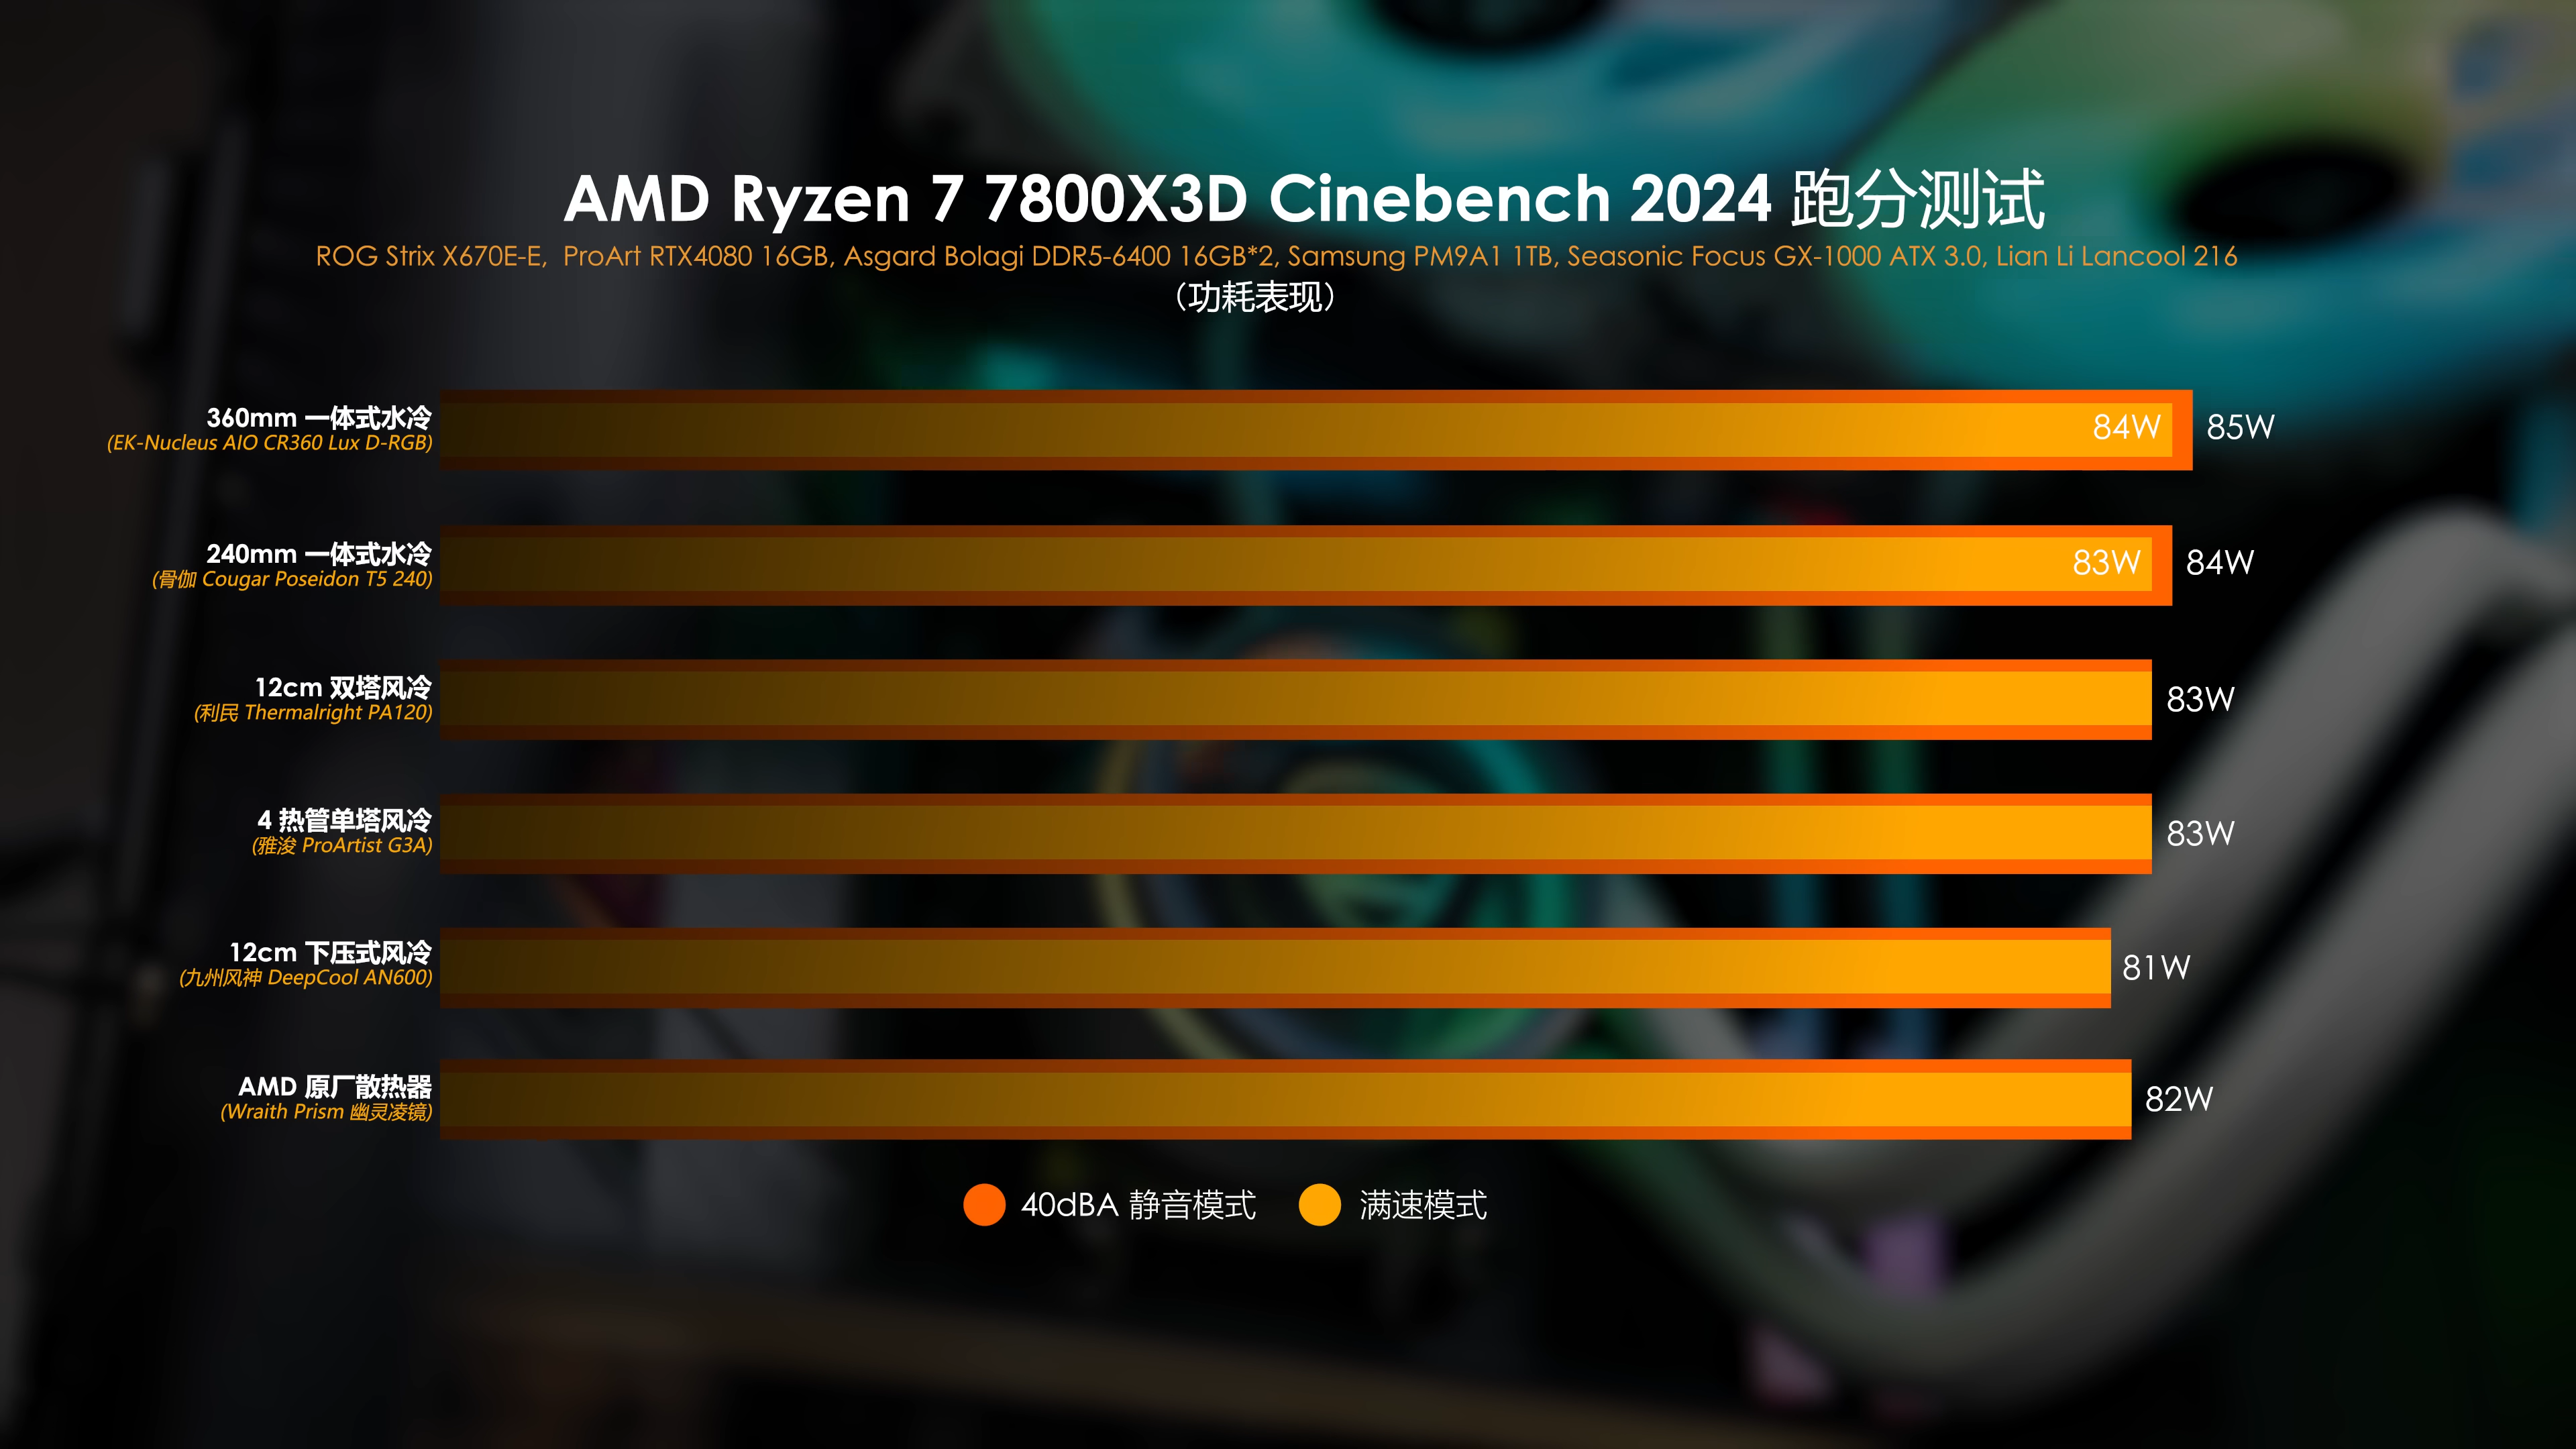 AMD Ryzen 7 7800X3D Cinebench 2024 跑分测试
ROG Strix X670E-E, ProArt RTX4080 16GB, Asgard Bolagi DDR5-6400 16GB*2, Samsung PM9A1 1TB, Seasonic Focus GX-1000 ATX 3.0, Lian Li Lancool 216
（功耗表现）
360mm 一体式水冷
(EK-Nucleus AIO CR360 Lux D-RGB)
84W 85W
240mm 一体式水冷
(骨伽 Cougar Poseidon T5 240)
83W 84W
12cm 双塔风冷
(利民 Thermalright PA120)
83W
4 热管单塔风冷
(雅浚 ProArtist G3A)
83W
12cm 下压式风冷
(九州风神 DeepCool AN600)
81W
AMD 原厂散热器
(Wraith Prism 幽灵凌镜)
82W
40dBA 静音模式 满速模式